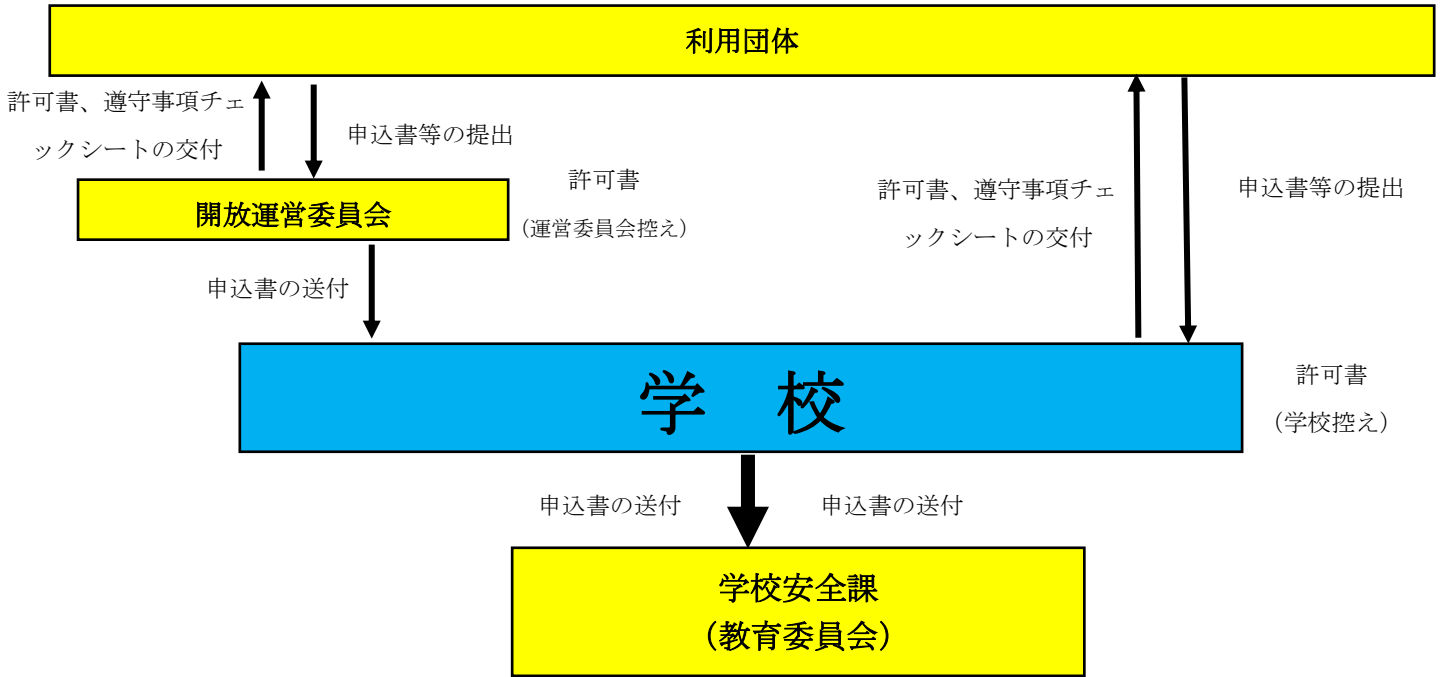 利用団体
許可書、遵守事項チェ
ックシートの交付
申込書等の提出
開放運営委員会
許可書
（運営委員会控え）
許可書、遵守事項チェ
ックシートの交付
申込書等の提出
申込書の送付
学　校
許可書
（学校控え）
申込書の送付
申込書の送付
学校安全課
（教育委員会）